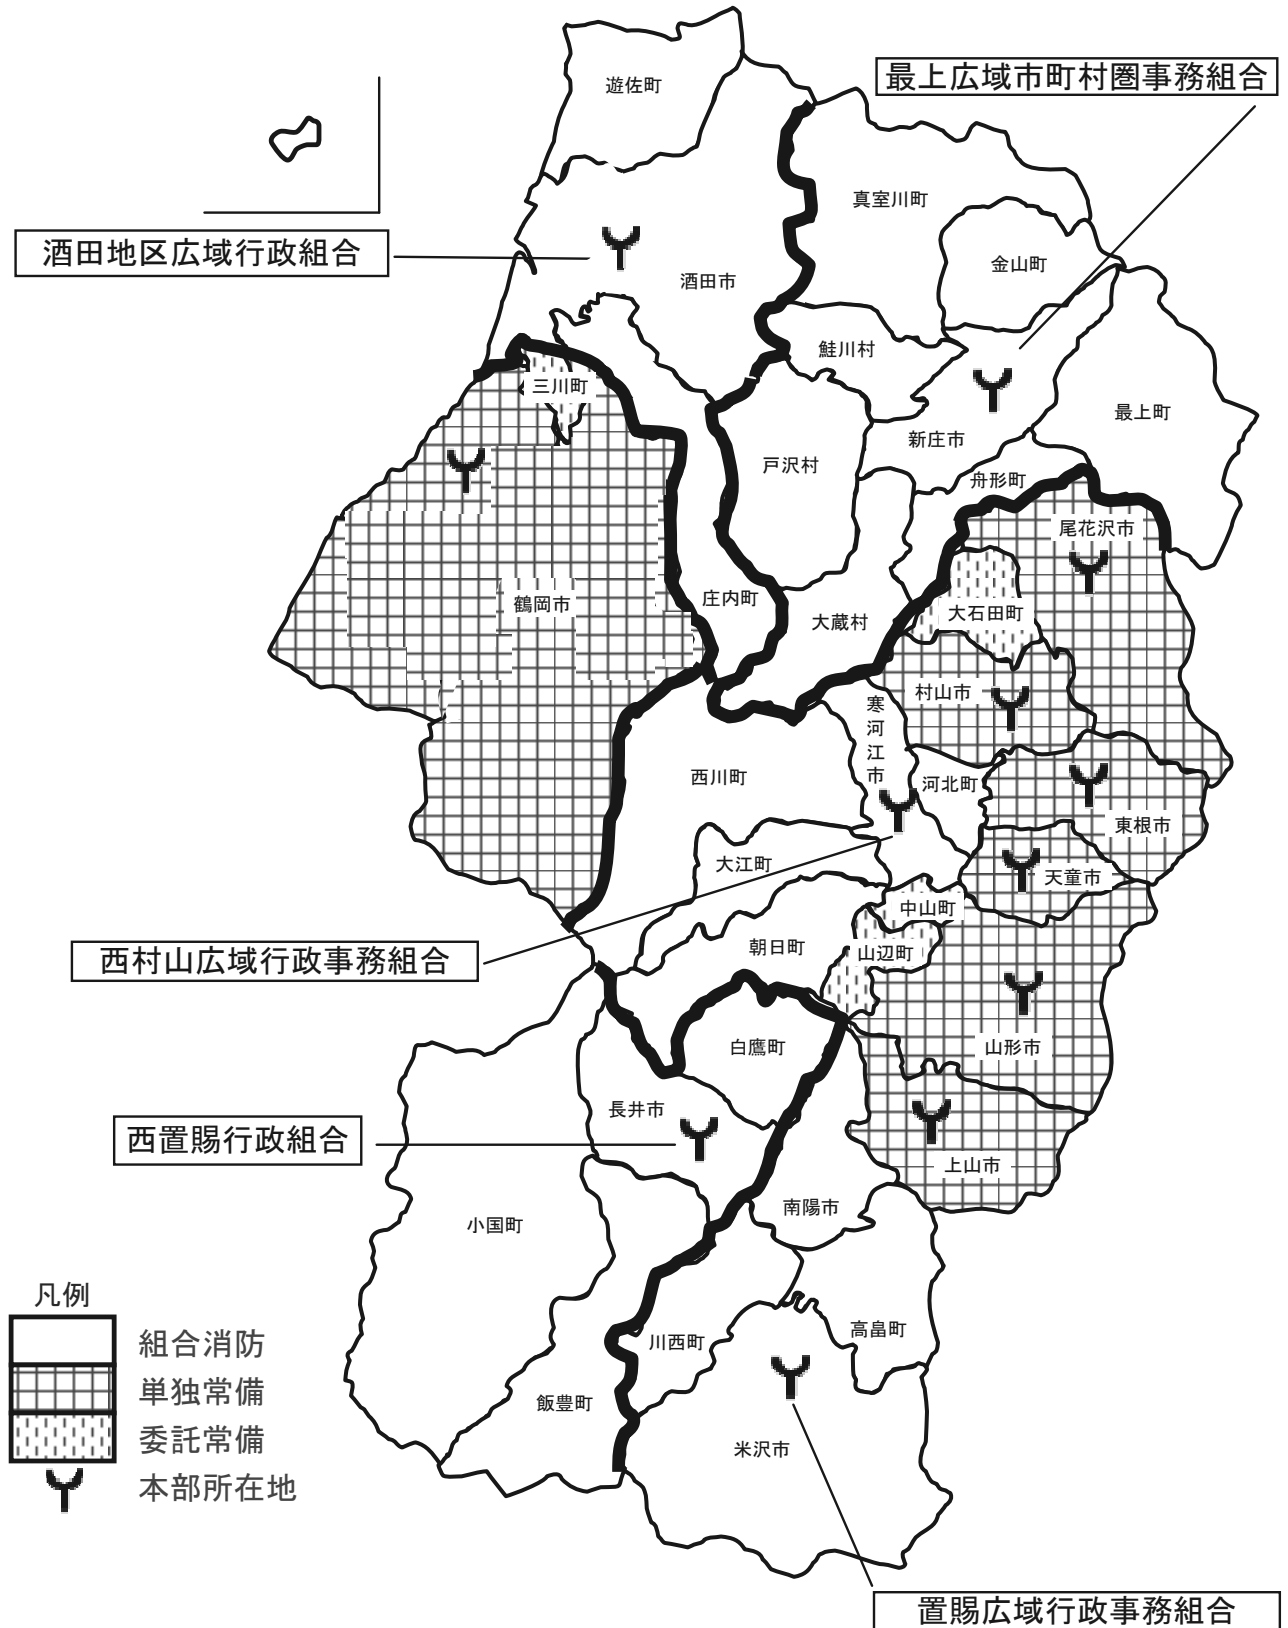 遊佐町
最上広域市町村圏事務組合
真室川町
酒田地区広域行政組合
金山町
酒田市
鮭川村
三川町
最上町
新庄市
戸沢村
舟形町
尾花沢市
鶴岡市
庄内町
大石田町
大蔵村
村山市
寒河江市
西川町
河北町
東根市
大江町
天童市
中山町
朝日町
山辺町
西村山広域行政事務組合
白鷹町
山形市
長井市
西置賜行政組合
上山市
南陽市
小国町
凡例
高畠町
川西町
組合消防
単独常備
飯豊町
委託常備
米沢市
本部所在地
置賜広域行政事務組合